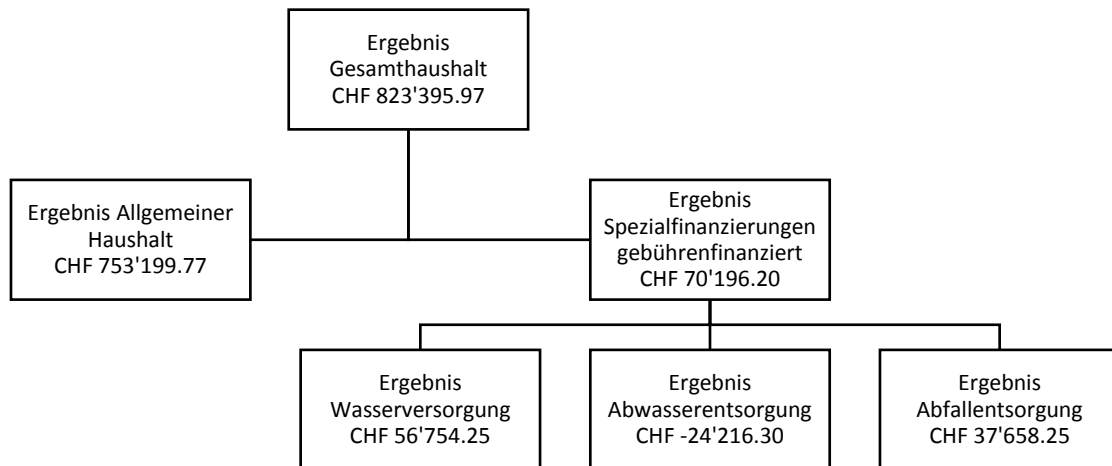 Ergebnis
Gesamthaushalt
CHF 823'395.97
Ergebnis Allgemeiner
Haushalt
CHF 753'199.77
Ergebnis
Spezialfinanzierungen
gebührenfinanziert
CHF 70'196.20
Ergebnis
Wasserversorgung
CHF 56'754.25
Ergebnis
Abwasserentsorgung
CHF -24'216.30
Ergebnis
Abfallentsorgung
CHF 37'658.25